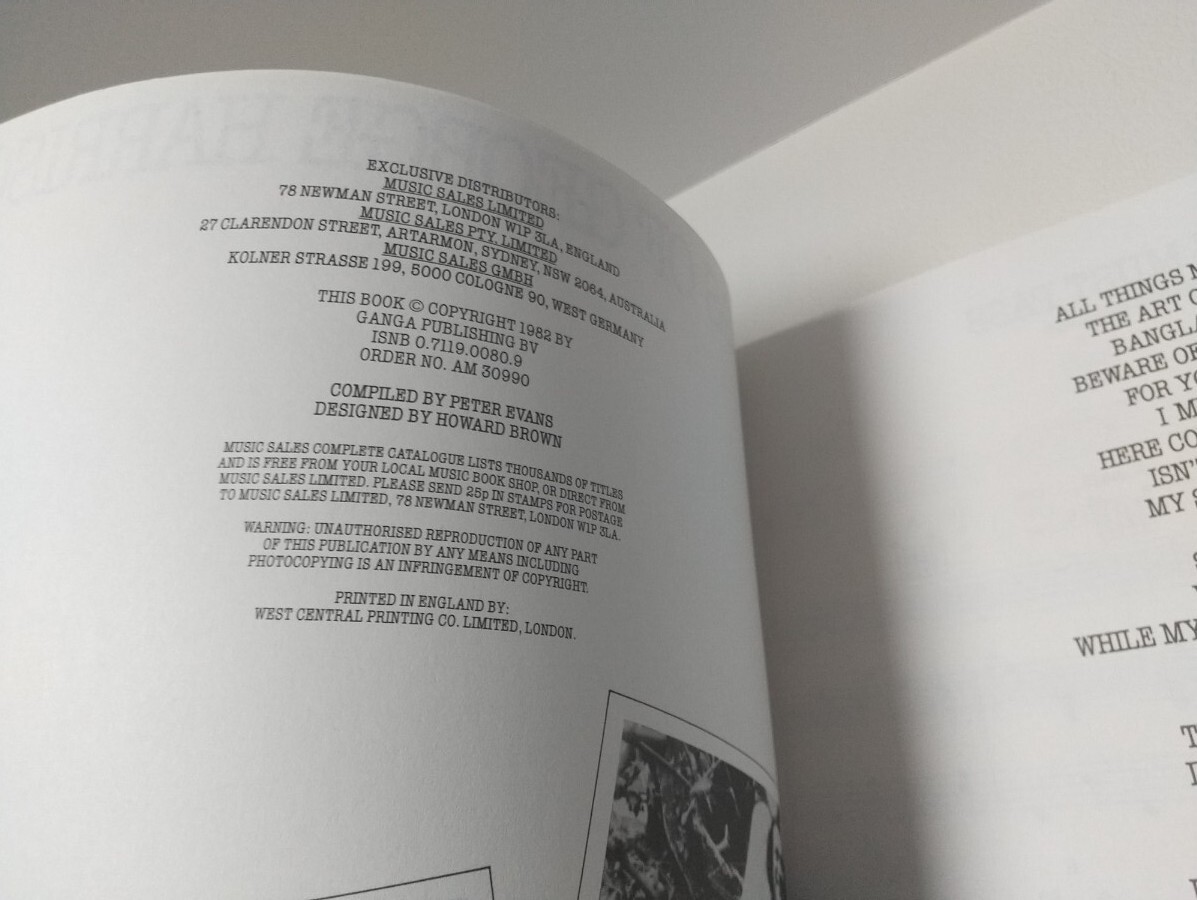 EXCLUSIVE DISTRIBUTORS:
MUSIC SALES LIMITED
78 NEWMAN STREET, LONDON W1P 3LA, ENGLAND
MUSIC SALES PTY. LIMITED
27 CLARENDON STREET, ARTARMON, SYDNEY, NSW 2064, AUSTRALIA
MUSIC SALES GMBH
KOLNER STRASSE 199, 5000 COLOGNE 90, WEST GERMANY
THIS BOOK © COPYRIGHT 1982 BY
GANGA PUBLISHING BV
ISNB 0.7119.0080.9
ORDER NO. AM 30990
COMPILED BY PETER EVANS
DESIGNED BY HOWARD BROWN
MUSIC SALES COMPLETE CATALOGUE LISTS THOUSANDS OF TITLES
AND IS FREE FROM YOUR LOCAL MUSIC BOOK SHOP, OR DIRECT FROM
MUSIC SALES LIMITED. PLEASE SEND 25p IN STAMPS FOR POSTAGE
TO MUSIC SALES LIMITED, 78 NEWMAN STREET, LONDON W1P 3LA.
WARNING: UNAUTHORISED REPRODUCTION OF ANY PART
OF THIS PUBLICATION BY ANY MEANS INCLUDING
PHOTOCOPYING IS AN INFRINGEMENT OF COPYRIGHT.
PRINTED IN ENGLAND BY:
WEST CENTRAL PRINTING CO. LIMITED, LONDON.
ALL THINGS
THE ART
BEWARE
FOR
I
HERE
MY
WHILE MY